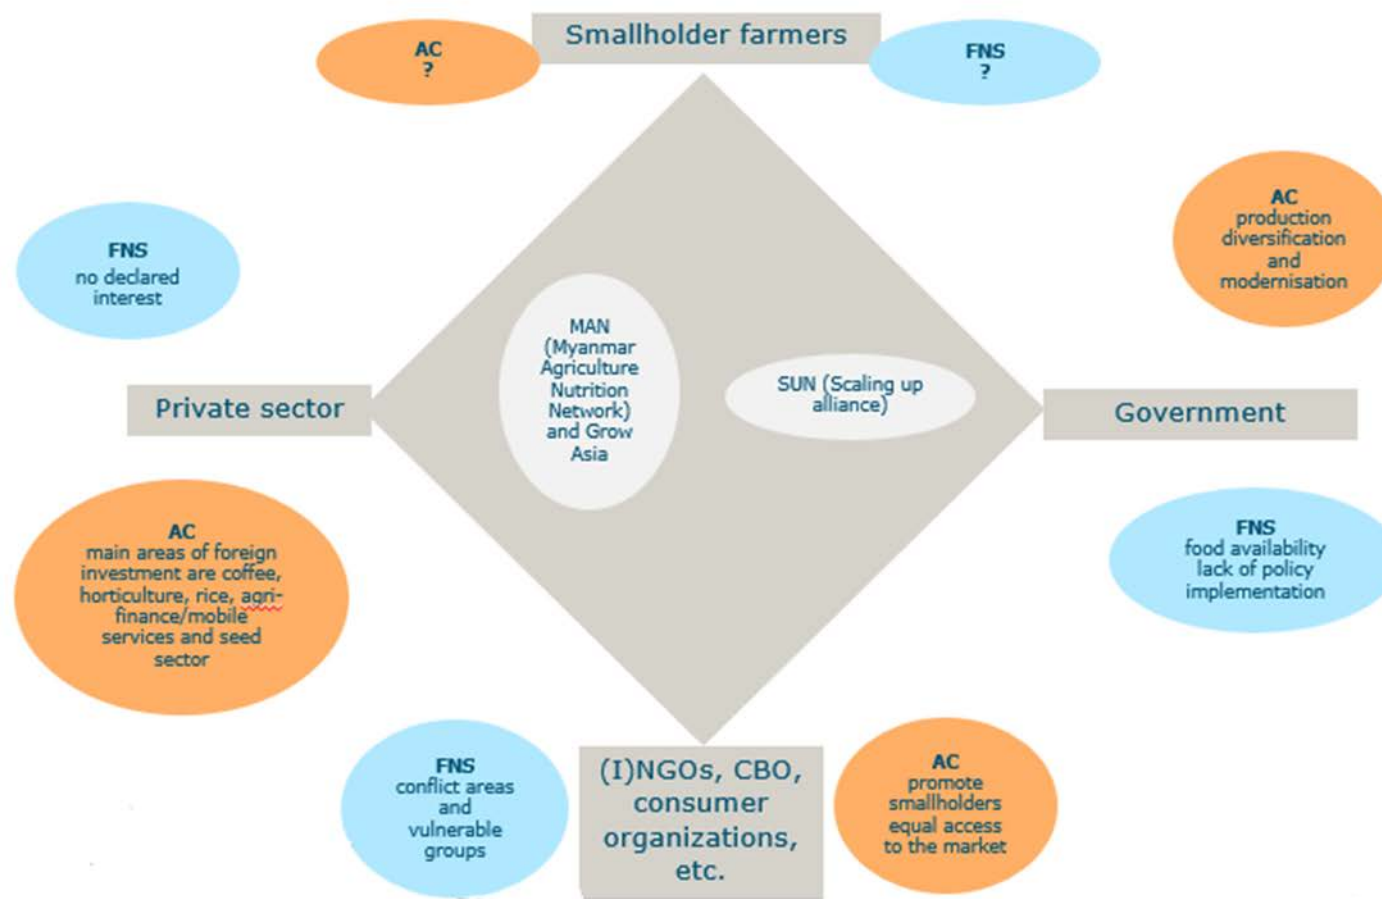 Smallholder farmers
AC
?
FNS
?
AC
production
diversification
and
modernisation
FNS
no declared
interest
MAN
(Myanmar
Agriculture
Nutrition
Network)
and Grow
Asia
SUN (Scaling up
alliance)
Private sector
Government
AC
main areas of foreign
investment are coffee,
horticulture, rice, agri-
finance/mobile
services and seed
sector
FNS
food availability
lack of policy
implementation
FNS
conflict areas
and
vulnerable
groups
(I)NGOs, CBO,
consumer
organizations,
etc.
AC
promote
smallholders
equal access
to the market